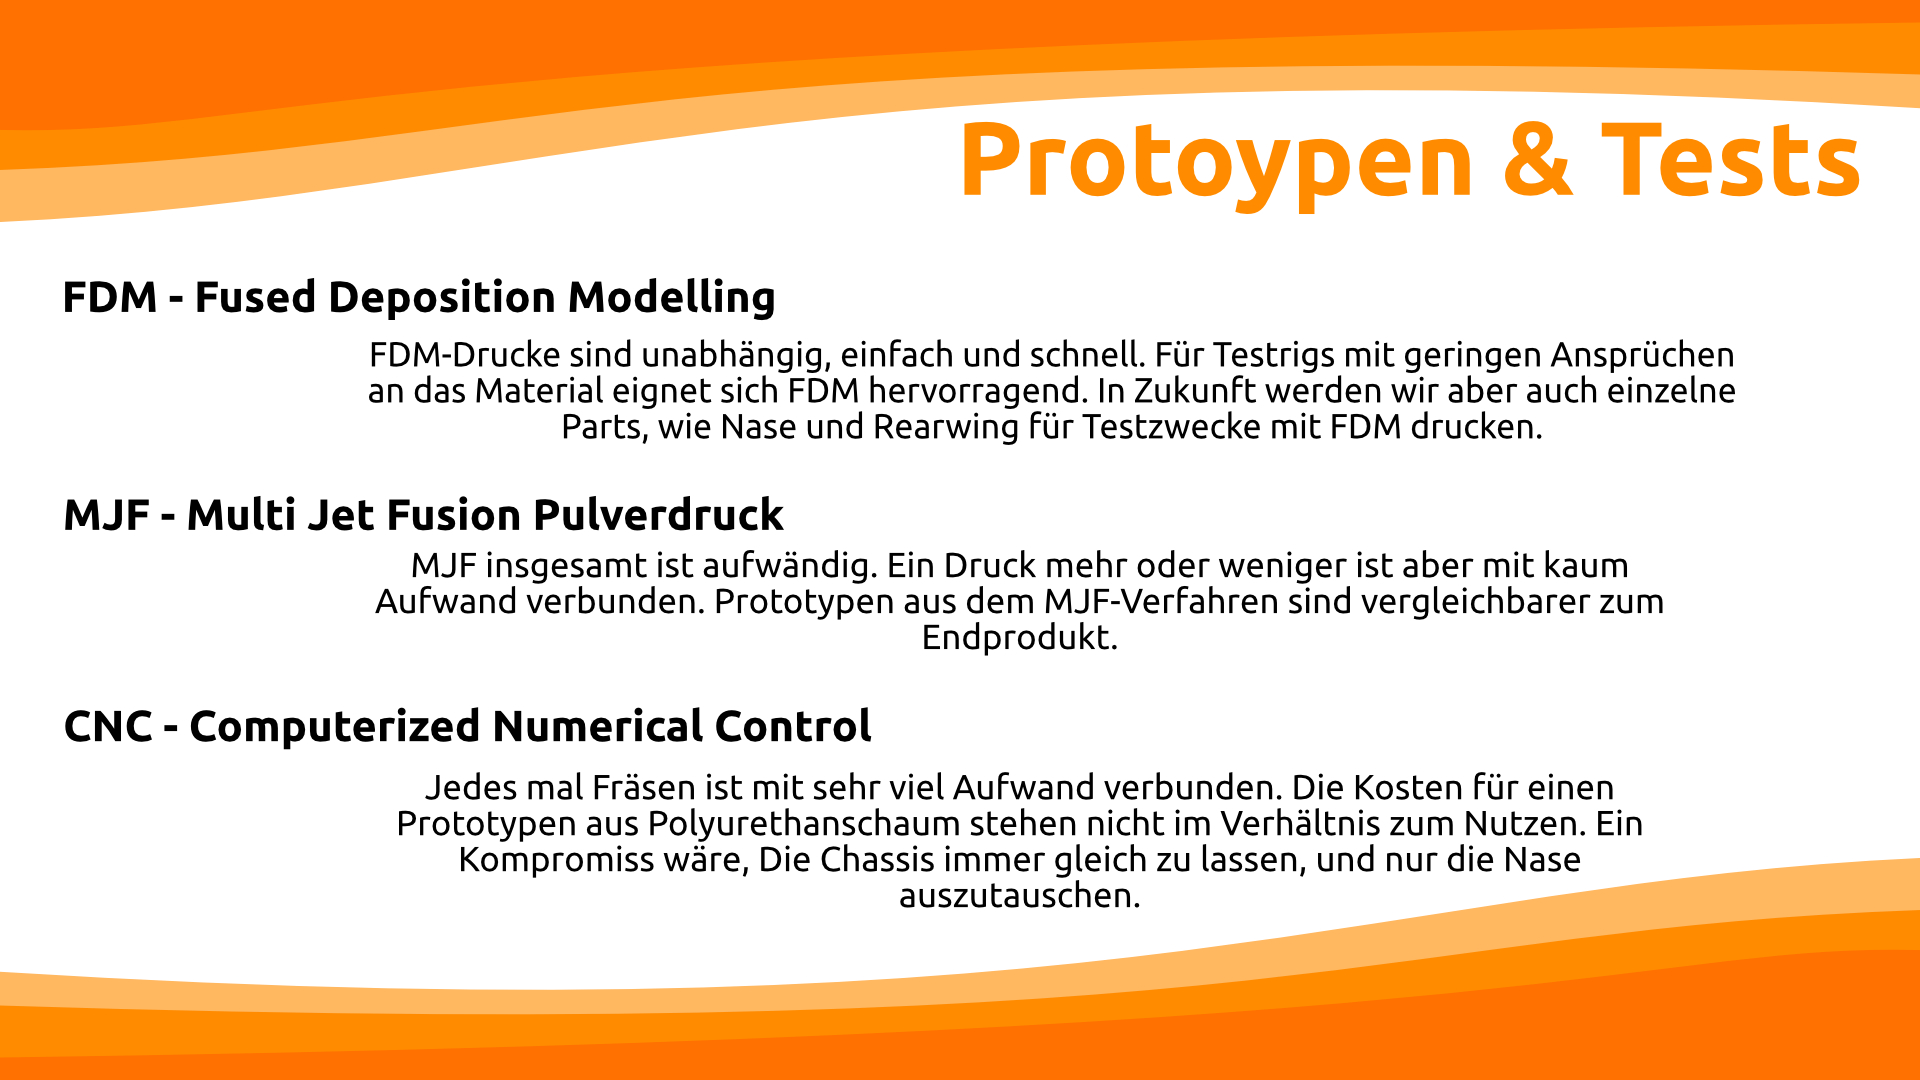 Protoypen & Tests
FDM - Fused Deposition Modelling
FDM-Drucke sind unabhängig, einfach und schnell. Für Testrigs mit geringen Ansprüchen
an das Material eignet sich FDM hervorragend. In Zukunft werden wir aber auch einzelne
Parts, wie Nase und Rearwing für Testzwecke mit FDM drucken.
MJF - Multi Jet Fusion Pulverdruck
MJF insgesamt ist aufwändig. Ein Druck mehr oder weniger ist aber mit kaum
Aufwand verbunden. Prototypen aus dem MJF-Verfahren sind vergleichbarer zum
Endprodukt.
CNC - Computerized Numerical Control
Jedes mal Fräsen ist mit sehr viel Aufwand verbunden. Die Kosten für einen
Prototypen aus Polyurethanschaum stehen nicht im Verhältnis zum Nutzen. Ein
Kompromiss wäre, Die Chassis immer gleich zu lassen, und nur die Nase
auszutauschen.